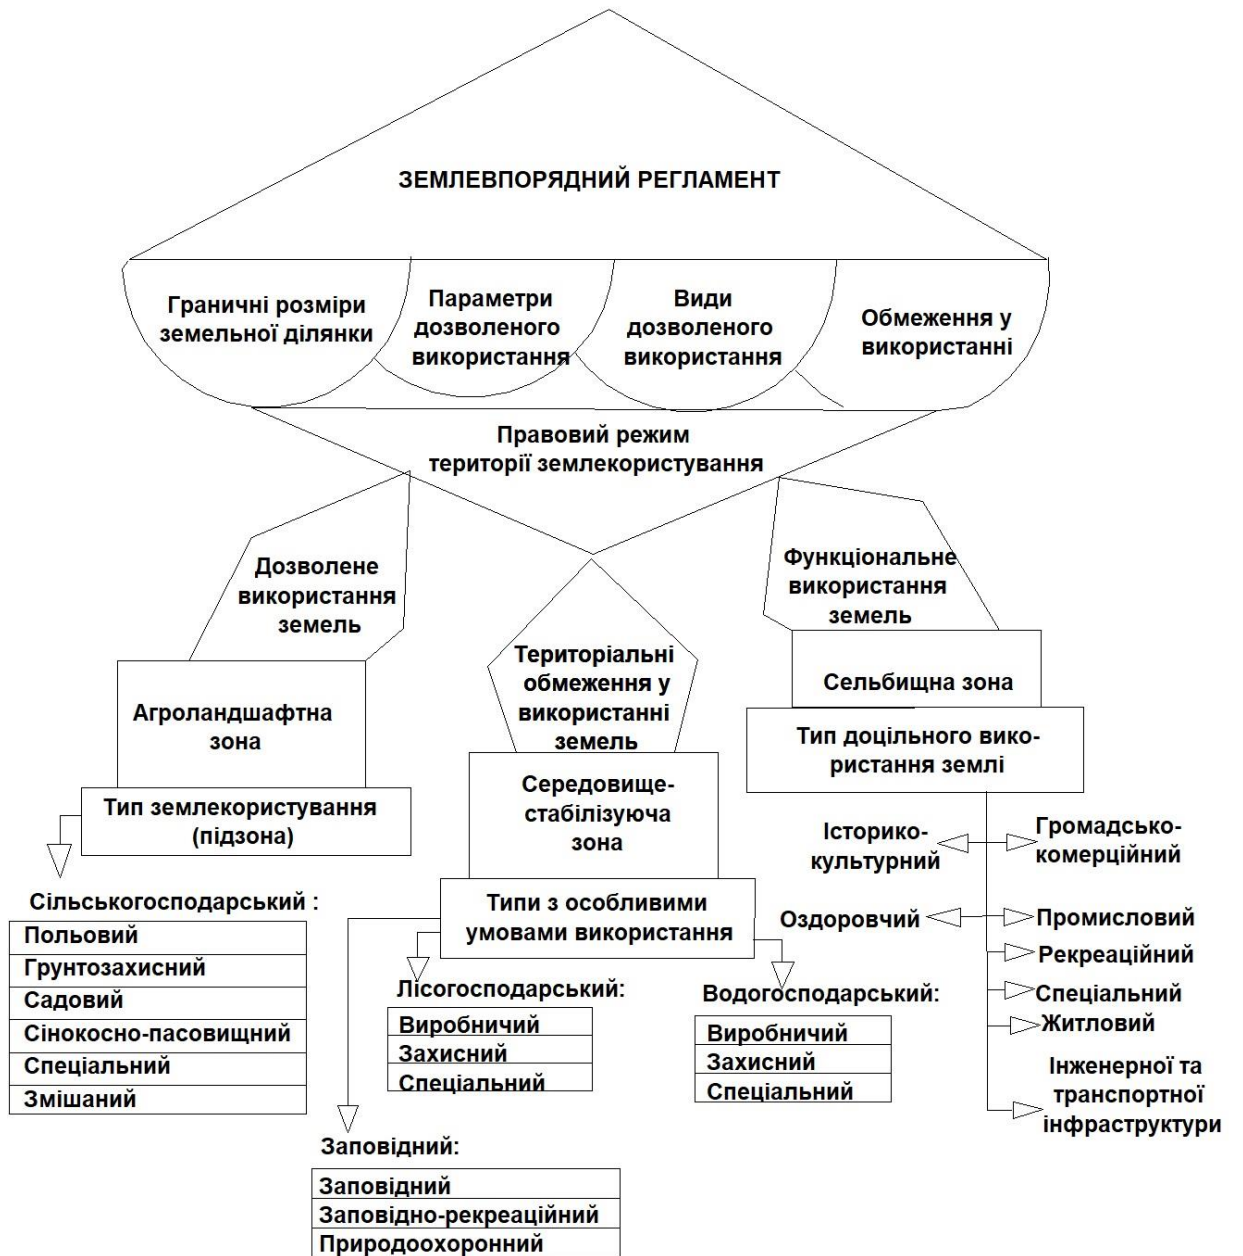 ЗЕМЛЕВПОРЯДНИЙ РЕГЛАМЕНТ
Граничні розміри
земельної ділянки
Параметри
дозволеного
використання
Види
дозволеного
використання
Обмеження у
використанні
Правовий режим
території землекористування
Дозволене
використання
земель
Територіальні
обмеження у
використанні
земель
Функціональне
використання
земель
Агроландшафтна
зона
Тип землекористування
(підзона)
Сільськогосподарський :
Польовий
Грунтозахисний
Садовий
Сінокосно-пасовищний
Спеціальний
Змішаний
Середовище-
стабілізуюча
зона
Типи з особливими
умовами використання
Лісогосподарський:
Виробничий
Захисний
Спеціальний
Водогосподарський:
Виробничий
Захисний
Спеціальний
Заповідний:
Заповідний
Заповідно-рекреаційний
Природоохоронний
Сельбищна зона
Тип доцільного вико-
ристання землі
Історико-
культурний
Громадсько-
комерційний
Оздоровчий
Промисловий
Рекреаційний
Спеціальний
Житловий
Інженерної та
транспортної
інфраструктури